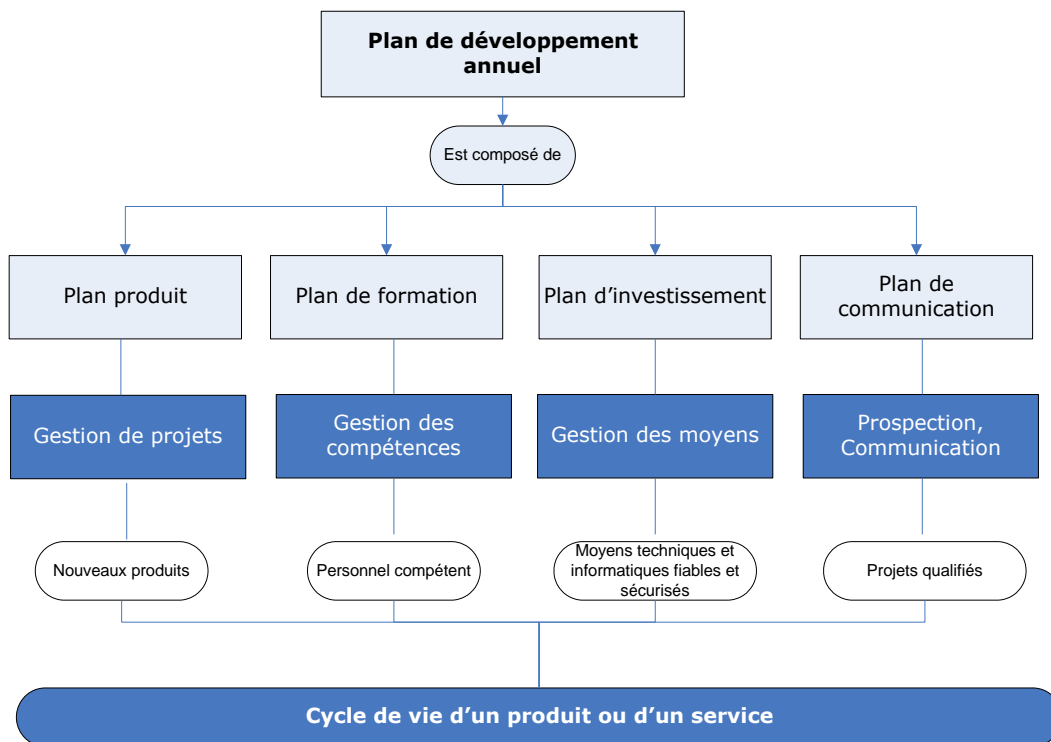 Plan de développement
annuel
Est composé de
Plan produit
Plan de formation
Plan d’investissement
Plan de
communication
Gestion de projets
Gestion des
compétences
Gestion des moyens
Prospection,
Communication
Nouveaux produits
Personnel compétent
Moyens techniques et
informatiques fiables et
sécurisés
Projets qualifiés
Cycle de vie d’un produit ou d’un service